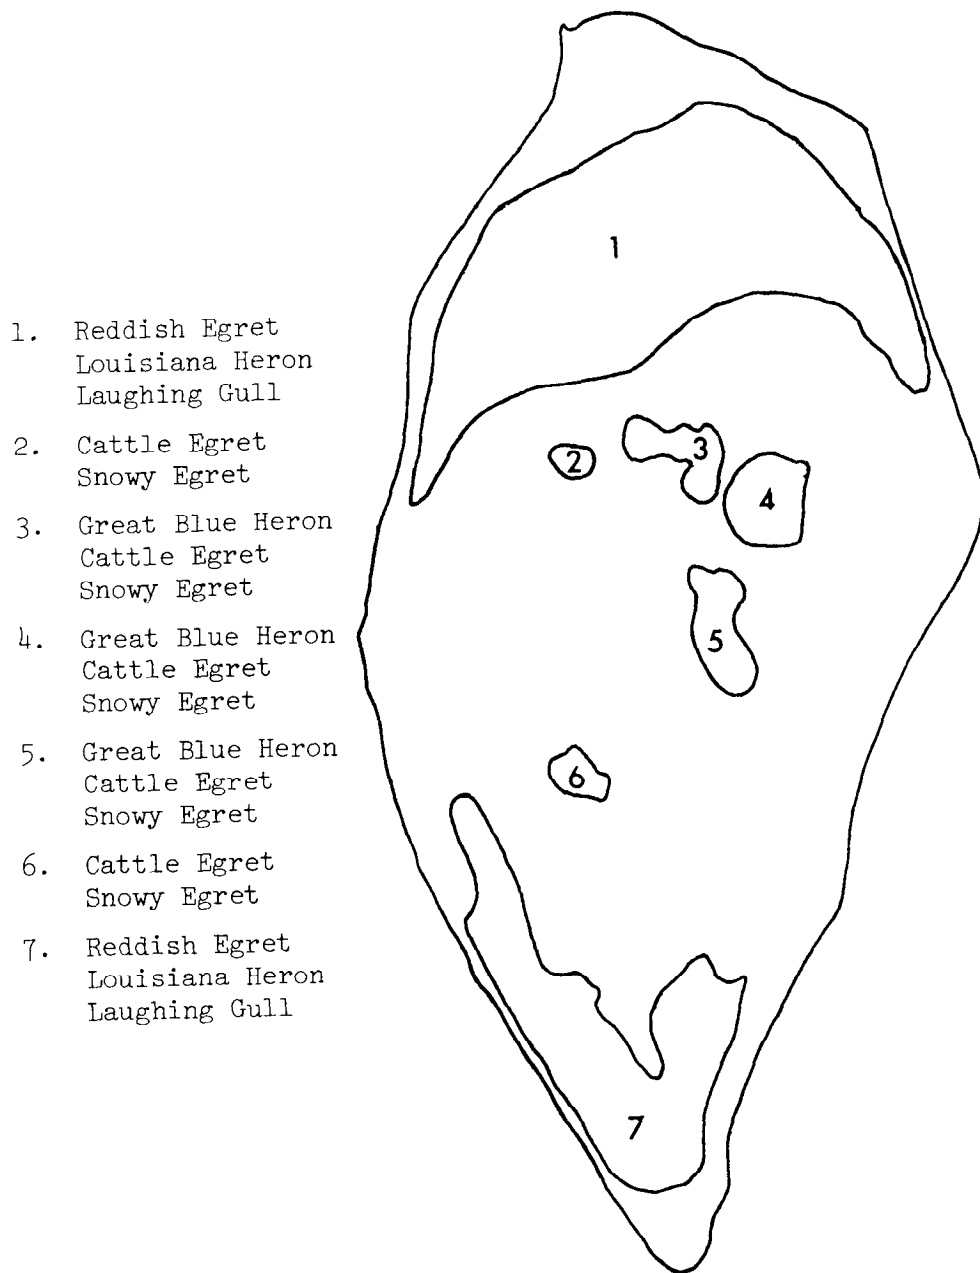 1. Reddish Egret
Louisiana Heron
Laughing Gull
2. Cattle Egret
Snowy Egret
3. Great Blue Heron
Cattle Egret
Snowy Egret
4. Great Blue Heron
Cattle Egret
Snowy Egret
5. Great Blue Heron
Cattle Egret
Snowy Egret
6. Cattle Egret
Snowy Egret
7. Reddish Egret
Louisiana Heron
Laughing Gull
1
2
3
4
5
6
7